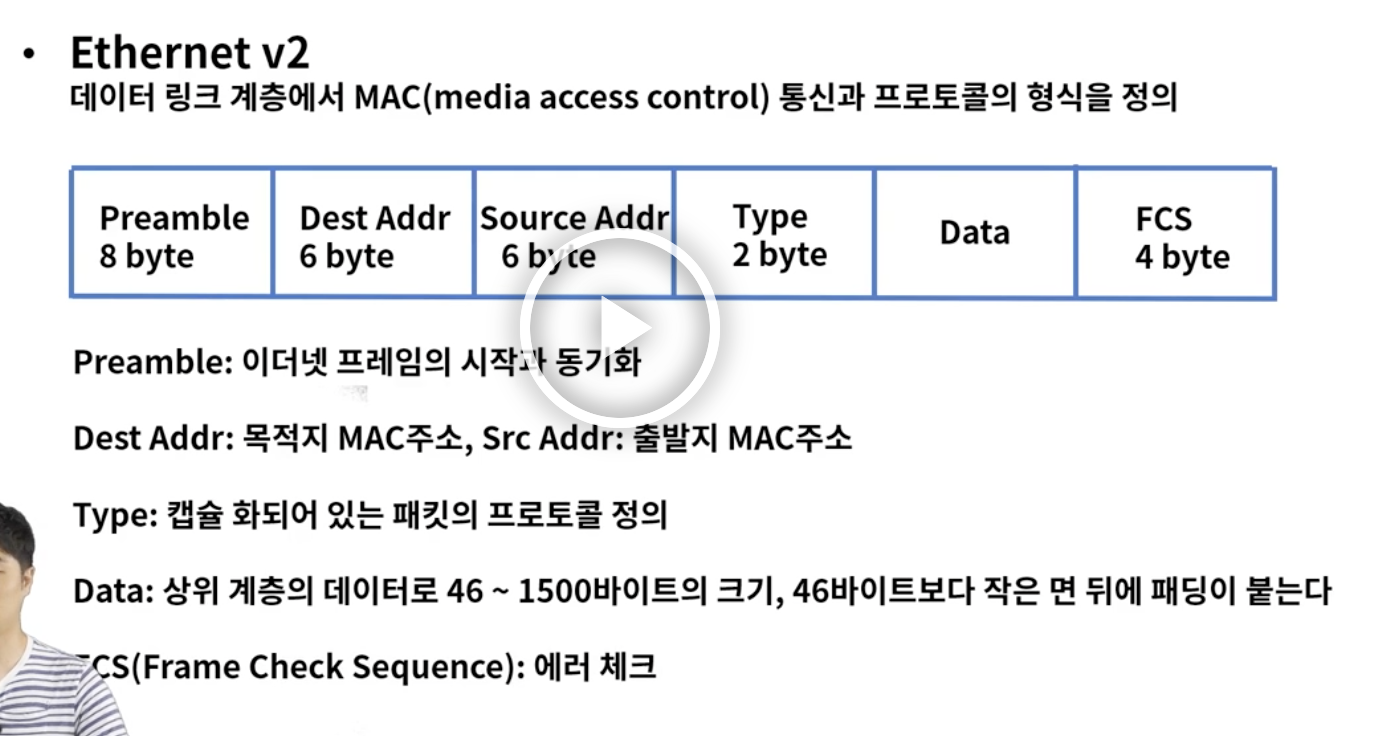 • Ethernet v2
데이터 링크 계층에서 MAC(media access control) 통신과 프로토콜의 형식을 정의
Preamble
8 byte
Dest Addr
6 byte
Source Addr
6 byte
Type
2 byte
Data
FCS
4 byte
Preamble: 이더넷 프레임의 시작과 동기화
Dest Addr: 목적지 MAC주소, Src Addr: 출발지 MAC주소
Type: 캡슐 화되어 있는 패킷의 프로토콜 정의
Data: 상위 계층의 데이터로 46 ~ 1500바이트의 크기, 46바이트보다 작은 면 뒤에 패딩이 붙는다
FCS(Frame Check Sequence): 에러 체크